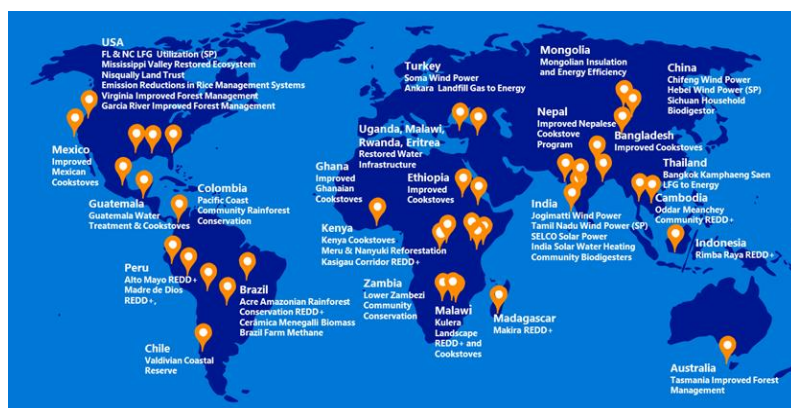 USA
FL & NC LFG Utilization (SP)
Mississippi Valley Restored Ecosystem
Nisqually Land Trust
Emission Reductions in Rice Management Systems
Virginia Improved Forest Management
Garcia River Improved Forest Management
Mexico
Improved
Mexican
Cookstoves
Guatemala
Guatemala Water
Treatment & Cookstoves
Colombia
Pacific Coast
Community Rainforest
Conservation
Peru
Alto Mayo REDD+
Madre de Dios
REDD+,
Brazil
Acre Amazonian Rainforest
Conservation REDD+
Cerâmica Menegalli Biomass
Brazil Farm Methane
Chile
Valdivian Coastal
Reserve
Turkey
Soma Wind Power
Ankara Landfill Gas to Energy
Uganda, Malawi,
Rwanda, Eritrea
Restored Water
Infrastructure
Ghana
Improved
Ghanaian
Cookstoves
Ethiopia
Improved
Cookstoves
Kenya
Kenya Cookstoves
Meru & Nanyuki Reforestation
Kasigau Corridor REDD+
Zambia
Lower Zambezi
Community
Conservation
Malawi
Kulera
Landscape
REDD+ and
Cookstoves
Madagascar
Makira REDD+
Mongolia
Mongolian Insulation
and Energy Efficiency
China
Chifeng Wind Power
Hebei Wind Power (SP)
Sichuan Household
Biodigestor
Nepal
Improved Nepalese
Cookstove
Program
Bangladesh
Improved Cookstoves
Thailand
Bangkok Kamphaeng Saen
LFG to Energy
Cambodia
Oddar Meanchey
Community REDD+
India
Jogimatti Wind Power
Tamil Nadu Wind Power (SP)
SELCO Solar Power
India Solar Water Heating
Community Biodigesters
Indonesia
Rimba Raya REDD+
Australia
Tasmania Improved Forest
Management